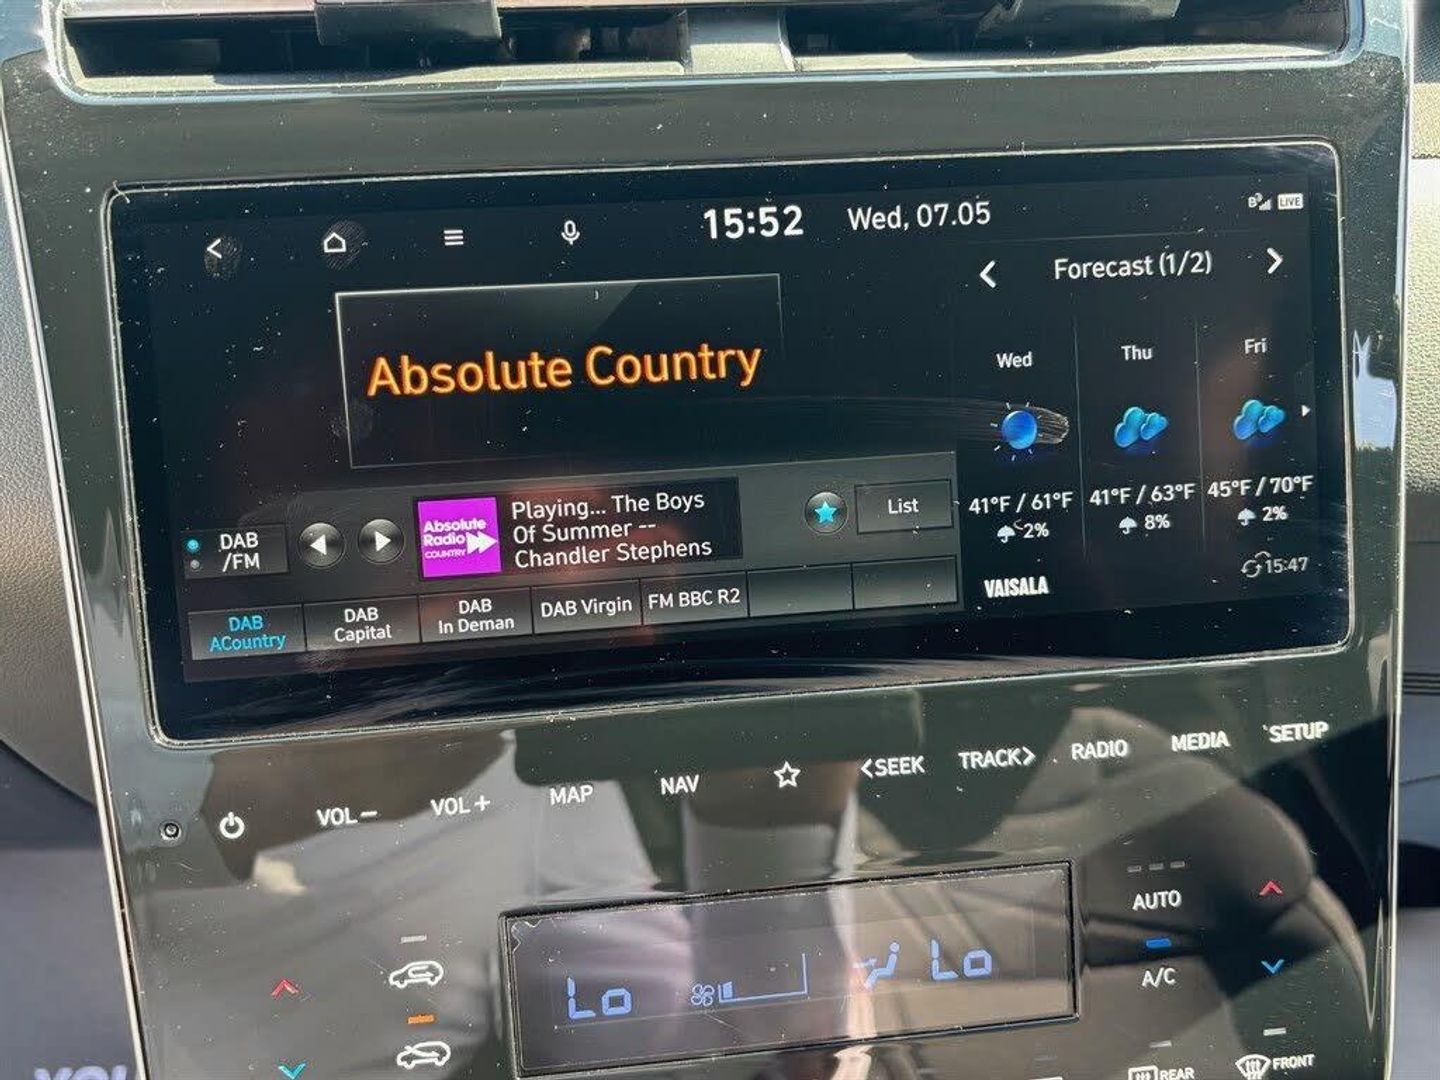 15:52
Wed, 07.05
LIVE
Forecast (1/2)
Absolute Country
Wed
Thu
Fri
41°F / 61°F
41°F / 63°F
45°F / 70°F
2%
8%
2%
VAISALA
15:47
DAB
/FM
Absolute
Radio
COUNTRY
Playing... The Boys
Of Summer --
Chandler Stephens
List
DAB
ACountry
DAB
Capital
DAB
In Deman
DAB Virgin
FM BBC R2
VOL −
VOL +
MAP
NAV
<SEEK
TRACK>
RADIO
MEDIA
SETUP
AUTO
A/C
Lo
Lo
REAR
FRONT